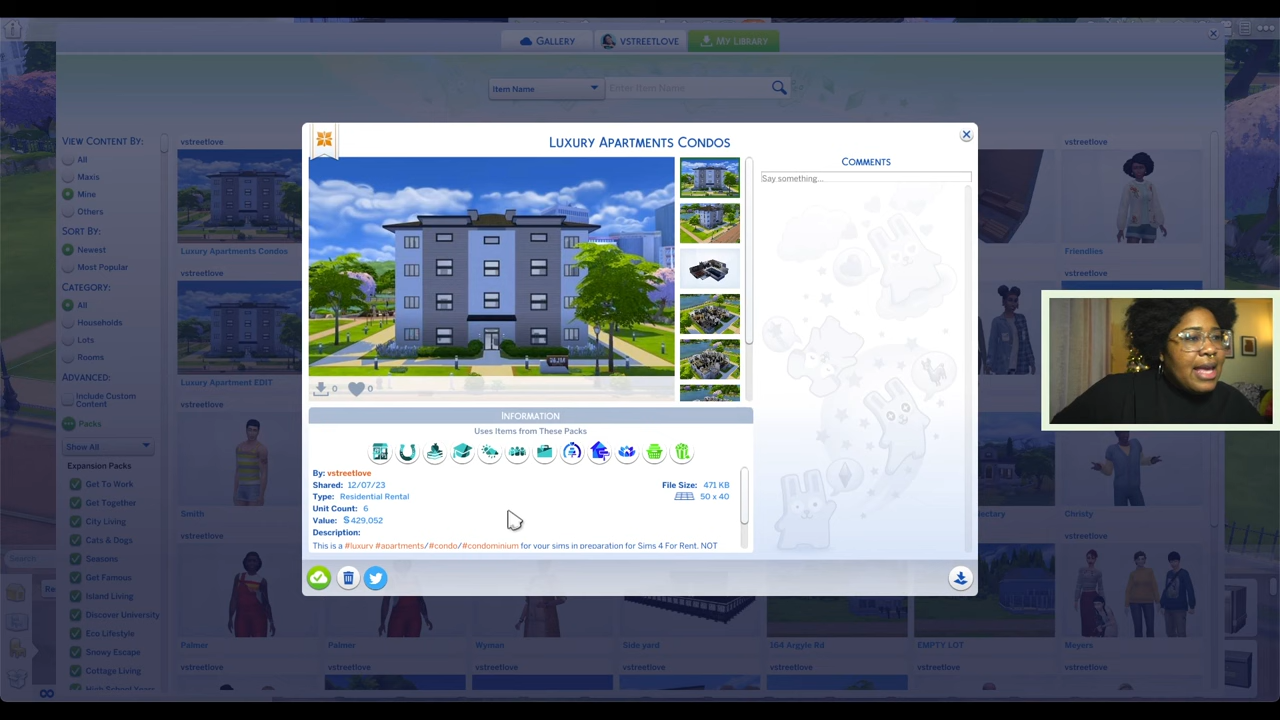 GALLERY
VSTREETLOVE
MY LIBRARY
Item Name
Enter Item Name
VIEW CONTENT BY:
All
Maxis
Mine
Others
SORT BY:
Newest
Most Popular
CATEGORY:
All
Households
Lots
Rooms
ADVANCED:
Include Custom
Content
Packs
Show All
Expansion Packs
Get To Work
Get Together
City Living
Cats & Dogs
Seasons
Get Famous
Island Living
Discover University
Eco Lifestyle
Snowy Escape
Cottage Living
High School Years
Search
vstreetlove
Luxury Apartments Condos
vstreetlove
Luxury Apartment EDIT
vstreetlove
Smith
vstreetlove
Palmer
vstreetlove
LUXURY APARTMENTS CONDOS
0
0
INFORMATION
Uses Items from These Packs
By: vstreetlove
Shared: 12/07/23
Type: Residential Rental
Unit Count: 6
Value: §429,052
Description:
This is a #luxury #apartments/#condo/#condominium for your sims in preparation for Sims 4 For Rent. NOT
File Size: 471 KB
50 x 40
COMMENTS
Say something...
vstreetlove
Friendlies
vstreetlove
Christy
vstreetlove
Palmer
Wyman
Side yard
164 Argyle Rd
EMPTY LOT
Meyers
vstreetlove
vstreetlove
vstreetlove
vstreetlove
vstreetlove
vstreetlove